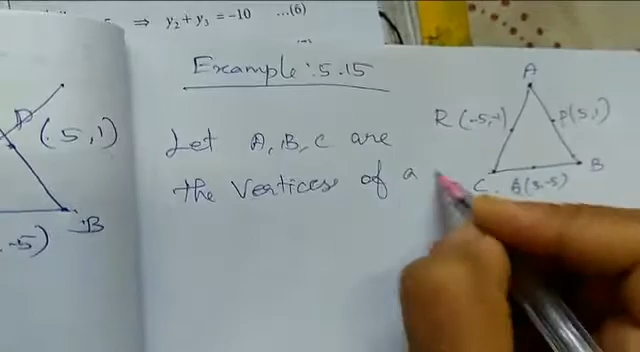 ⇒ y₂ + y₃ = −10 ...(6)
Example : 5.15
A
R (-5,-1)
P(5,1)
B
C.
Q(3,-5)
Let A, B, C are
the Vertices of a
P
(5,1)
B
-5)